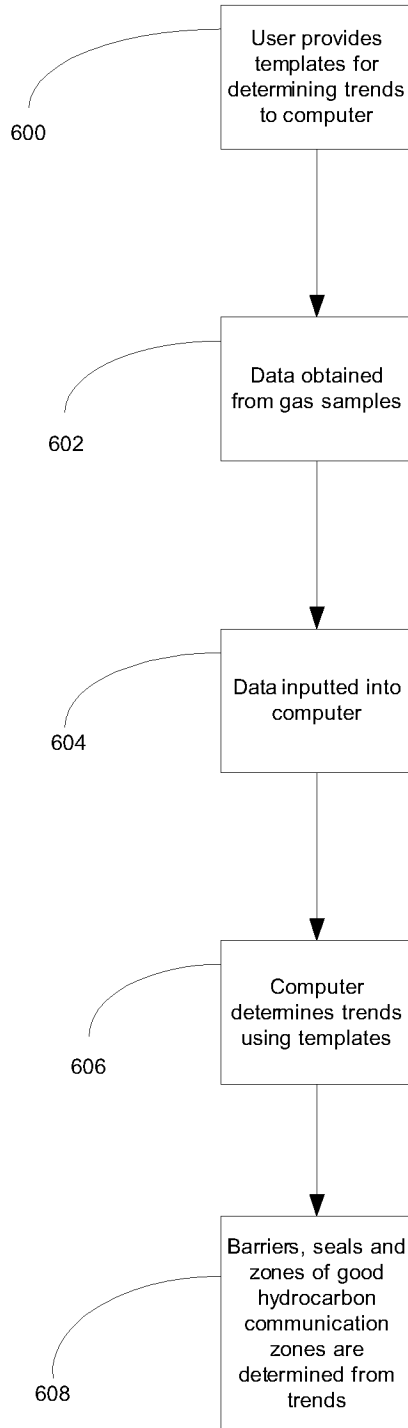 User provides
templates for
determining trends
to computer
600
Data obtained
from gas samples
602
Data inputted into
computer
604
Computer
determines trends
using templates
606
Barriers, seals and
zones of good
hydrocarbon
communication
zones are
determined from
trends
608